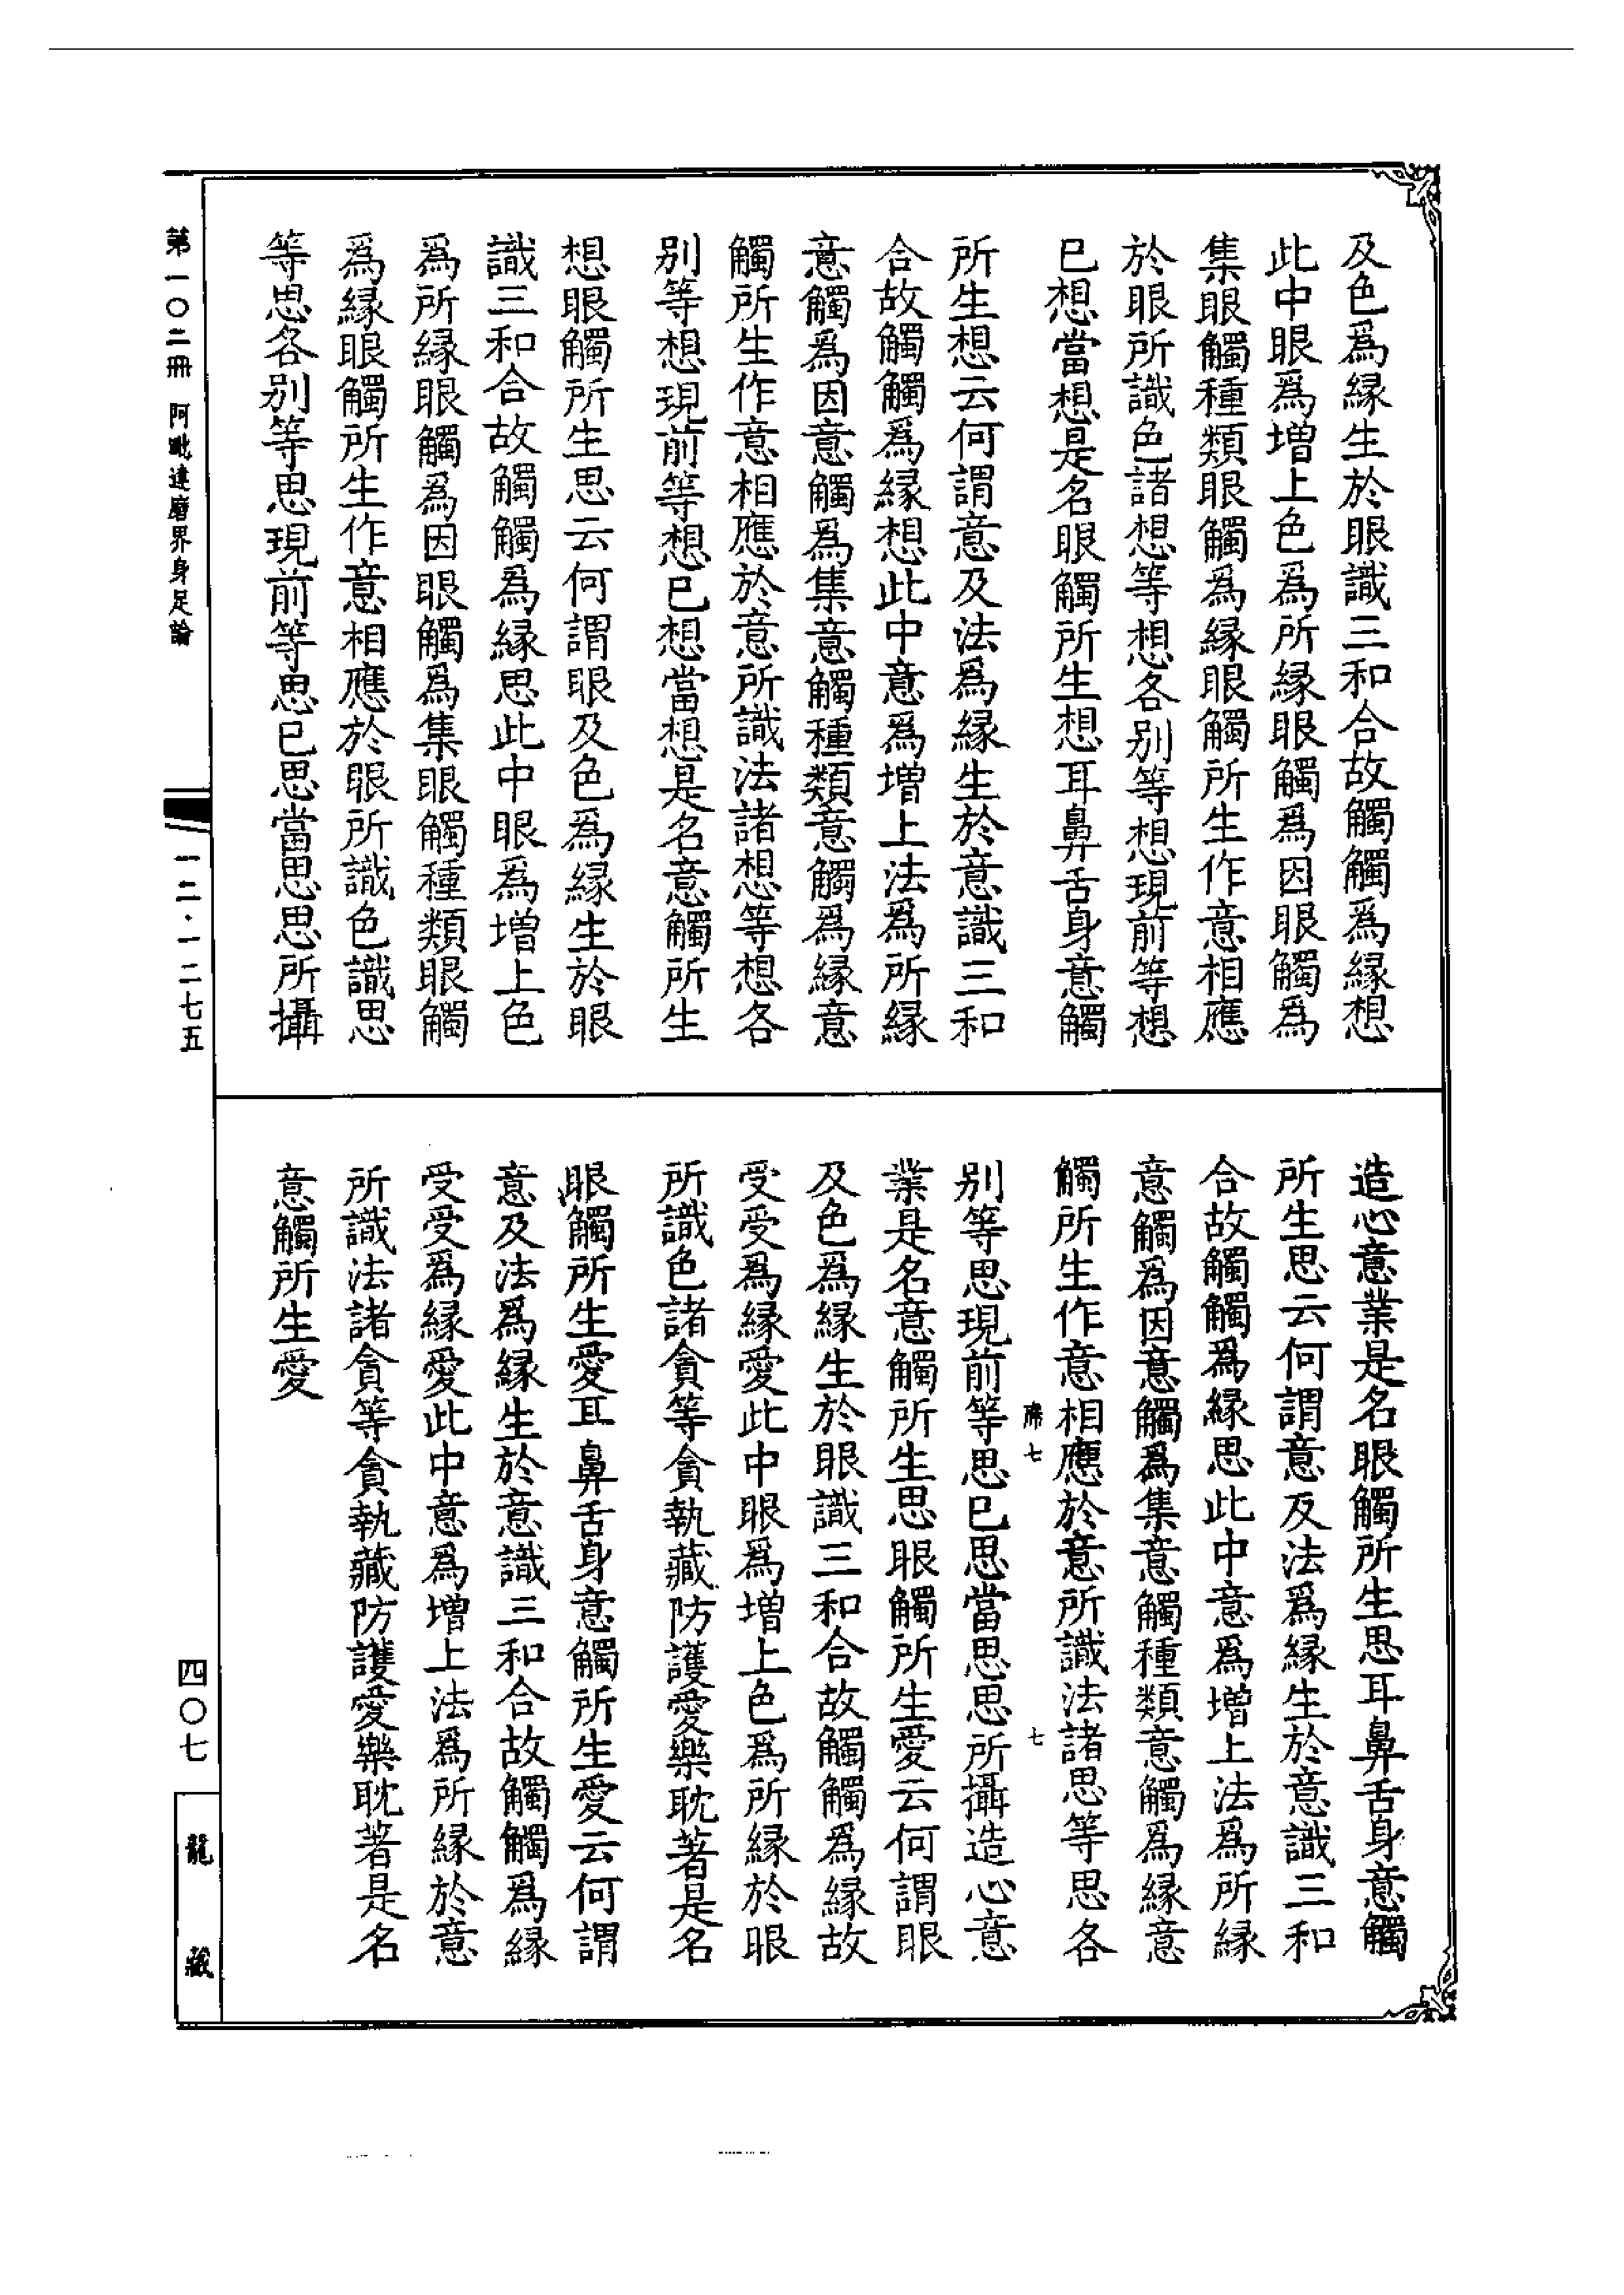 及色爲緣生於眼識三和合故觸觸爲緣想
此中眼爲增上色爲所緣眼觸爲因眼觸爲
集眼觸種類眼觸爲緣眼觸所生作意相應
於眼所識色諸想等想各别等想現前等想
巳想當想是名眼觸所生想耳鼻舌身意觸
所生想云何謂意及法爲緣生於意識三和
合故觸觸爲緣想此中意爲增上法爲所緣
意觸爲因意觸爲集意觸種類意觸爲緣意
觸所生作意相應於意所識法諸想等想各
别等想現前等想巳想當想是名意觸所生
想眼觸所生思云何謂眼及色爲緣生於眼
識三和合故觸觸爲緣思此中眼爲增上色
爲所緣眼觸爲因眼觸爲集眼觸種類眼觸
爲緣眼觸所生作意相應於眼所識色識思
等思各别等思現前等思巳思當思思所攝
造心意業是名眼觸所生思耳鼻舌身意觸
所生思云何謂意及法爲緣生於意識三和
合故觸觸爲緣思此中意爲增上法爲所緣
意觸爲因意觸爲集意觸種類意觸爲緣意
觸所生作意相應於意所識法諸思等思各
席七 七
别等思現前等思巳思當思思所攝造心意
業是名意觸所生思眼觸所生愛云何謂眼
及色爲緣生於眼識三和合故觸觸爲緣故
受受爲緣愛此中眼爲增上色爲所緣於眼
所識色諸貪等貪執藏防護愛樂耽著是名
眼觸所生愛耳鼻舌身意觸所生愛云何謂
意及法爲緣生於意識三和合故觸觸爲緣
受受爲緣愛此中意爲增上法爲所緣於意
所識法諸貪等貪執藏防護愛樂耽著是名
意觸所生愛
第一〇二冊 阿毗達磨界身足論
一二·一二七五
四〇七
龍藏